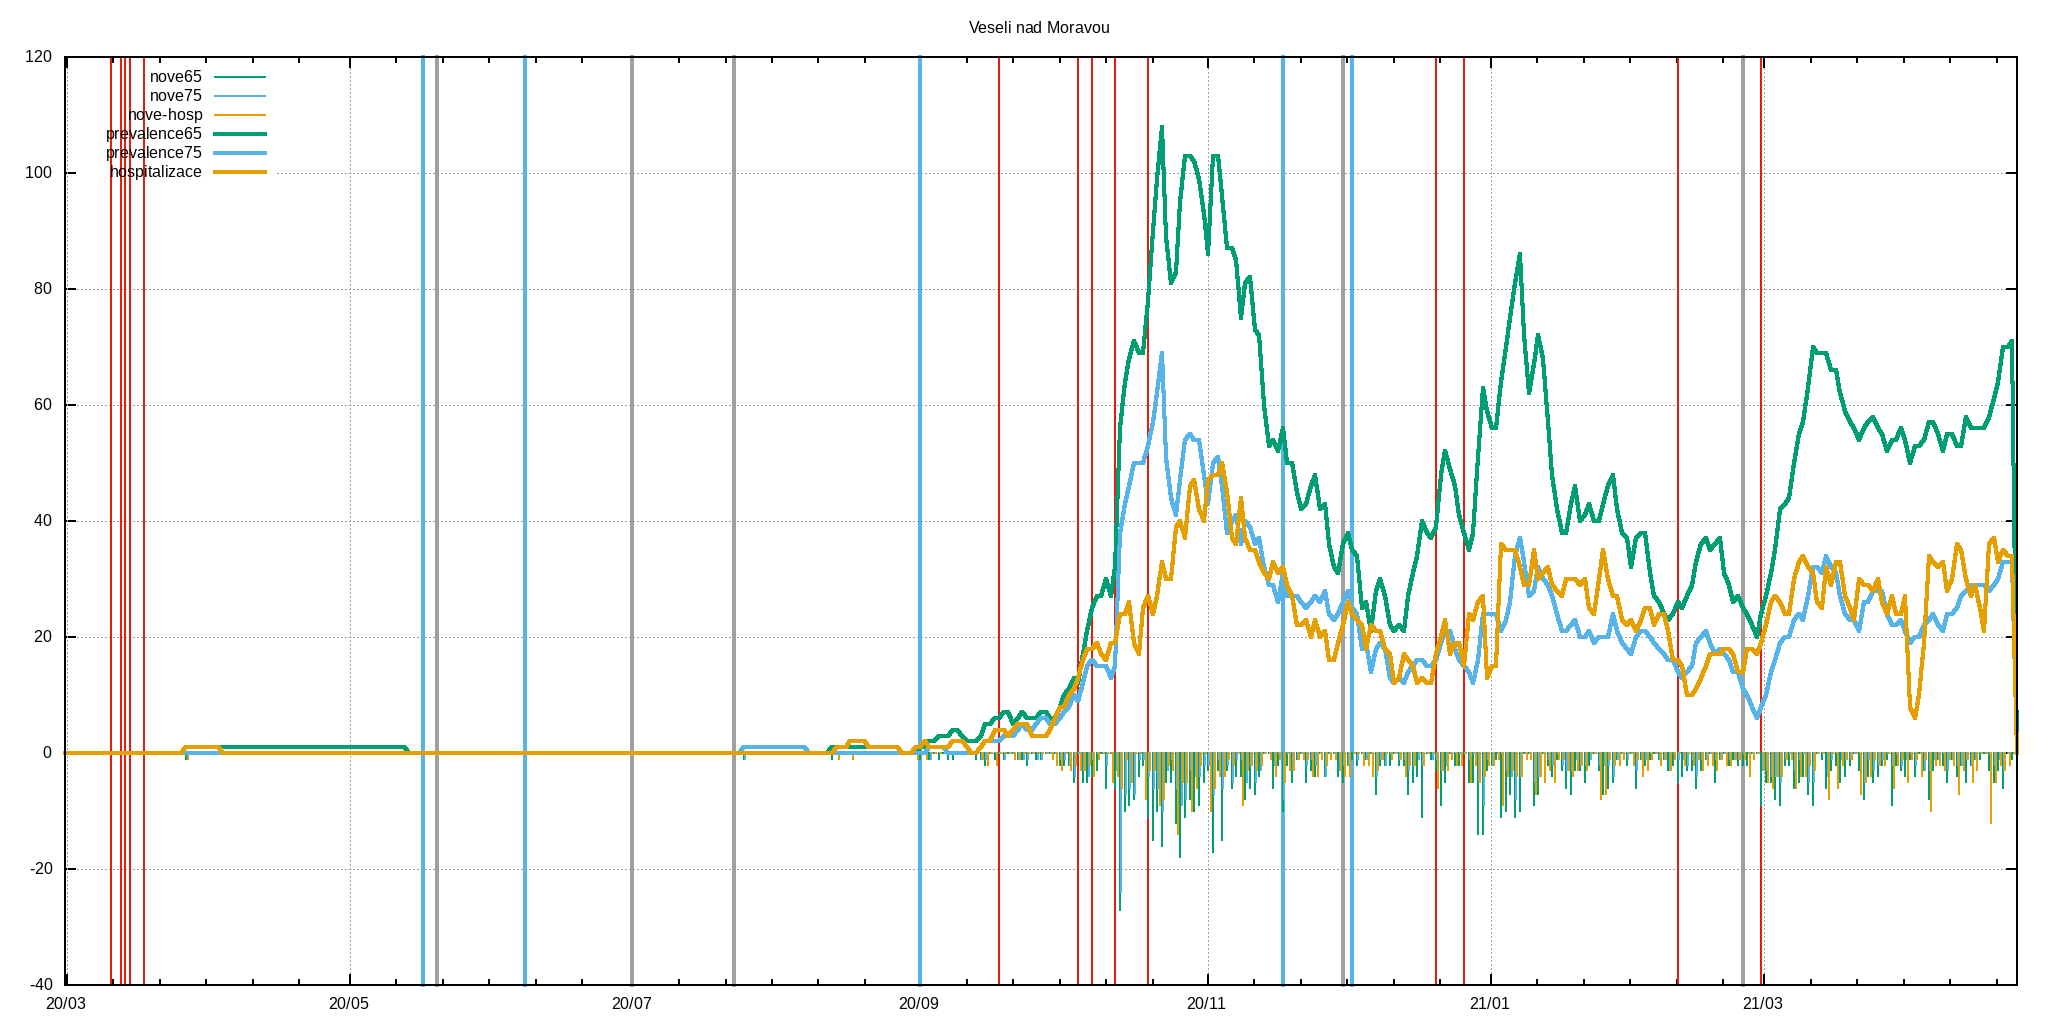 Veseli nad Moravou
120
100
80
60
40
20
0
-20
-40
nove65
nove75
nove-hosp
prevalence65
prevalence75
hospitalizace
20/03
20/05
20/07
20/09
20/11
21/01
21/03